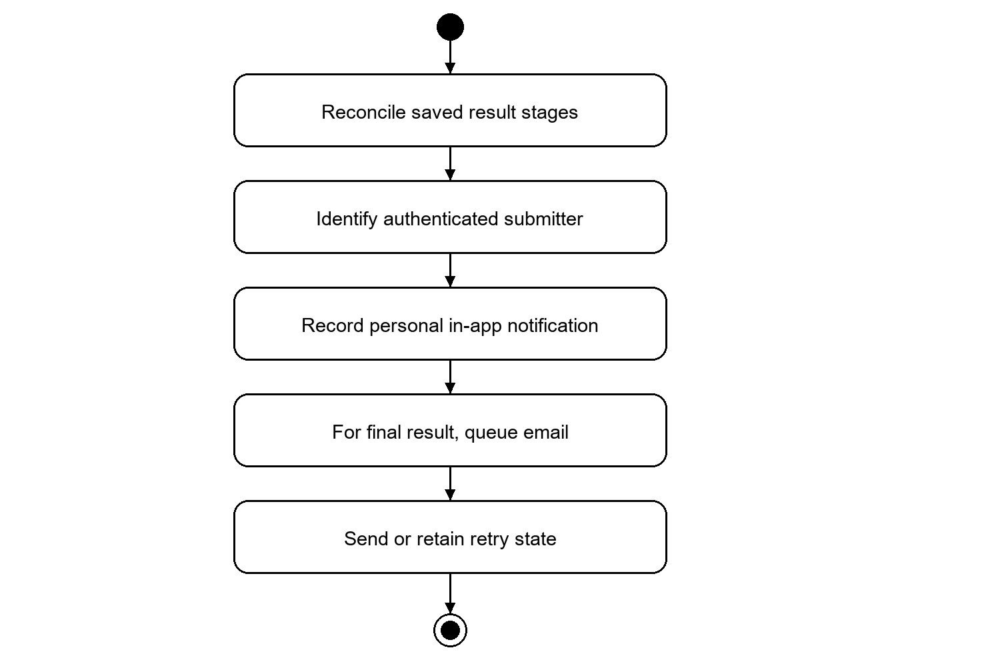 Reconcile saved result stages
Identify authenticated submitter
Record personal in-app notification
For final result, queue email
Send or retain retry state